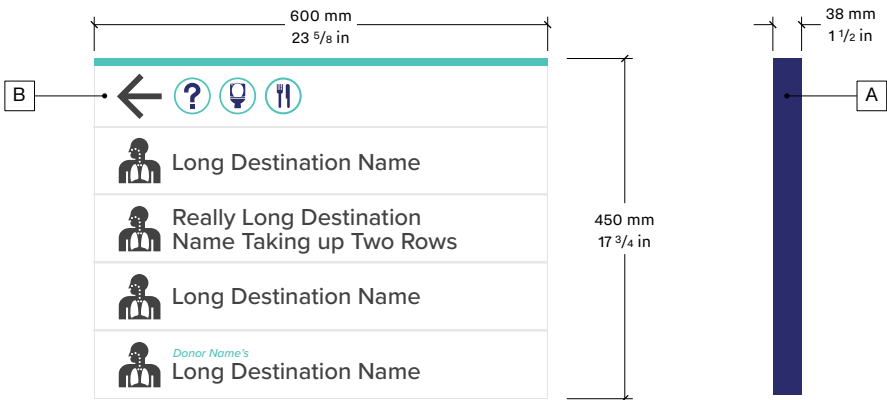 600 mm
23 5/8 in
38 mm
1 1/2 in
B
?
A
Long Destination Name
Really Long Destination
Name Taking up Two Rows
450 mm
17 3/4 in
Long Destination Name
Donor Name's
Long Destination Name